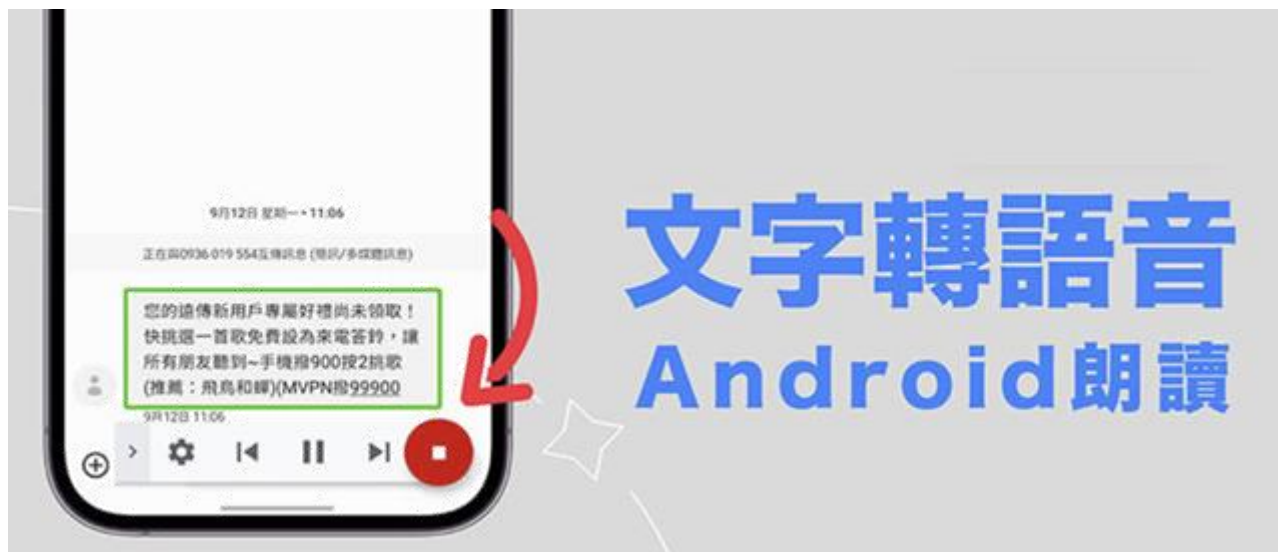 9月12日 星期一・11:06
正在與0936 019 554互傳訊息 (簡訊/多媒體訊息)
您的遠傳新用戶專屬好禮尚未領取！
快挑選一首歌免費設為來電答鈴，讓
所有朋友聽到~手機撥900按2挑歌
(推薦：飛鳥和蟬)(MVPN撥99900
9月12日 11:06
文字轉語音
Android朗讀